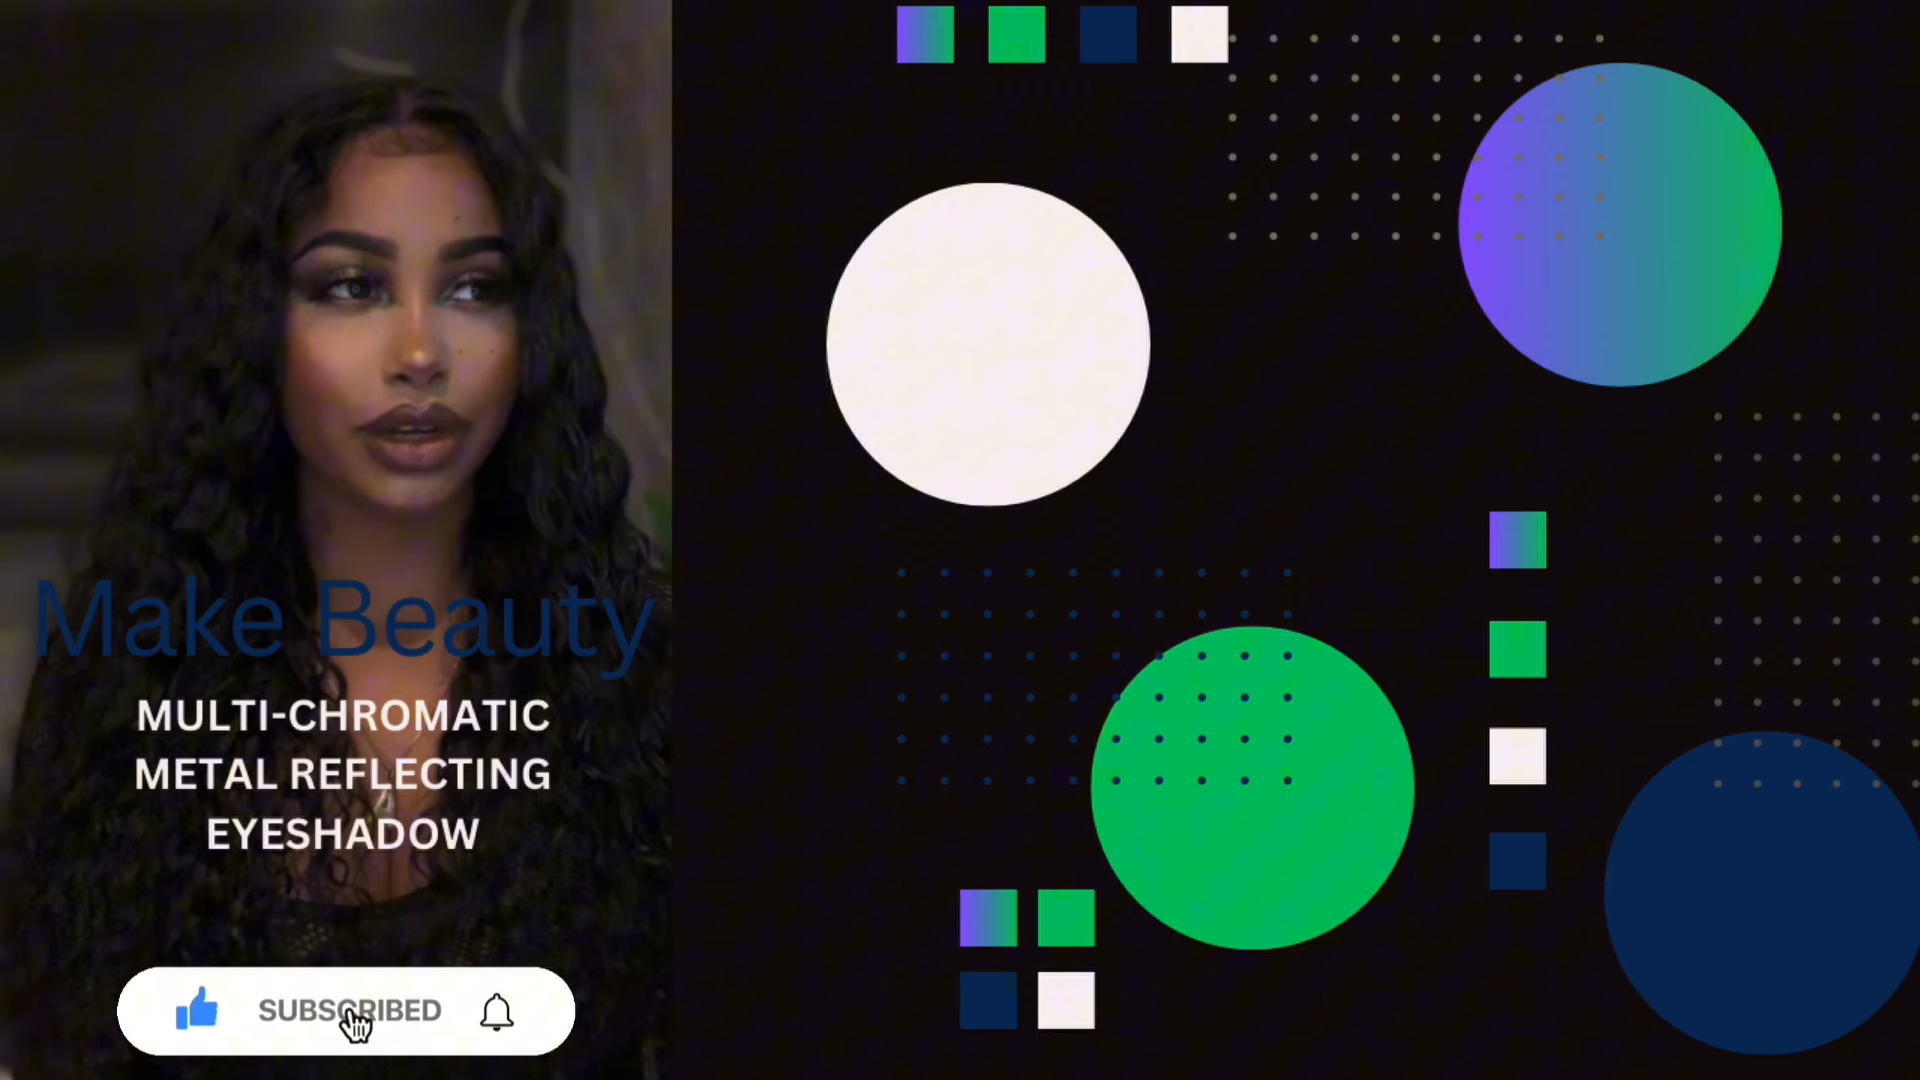 Make Beauty
MULTI-CHROMATIC
METAL REFLECTING
EYESHADOW
SUBSCRIBED